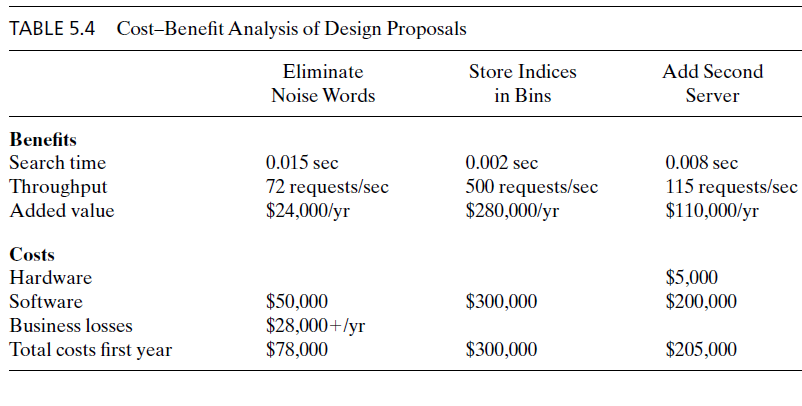 TABLE 5.4 Cost–Benefit Analysis of Design Proposals
Eliminate Noise Words Store Indices in Bins Add Second Server
Benefits
Search time 0.015 sec 0.002 sec 0.008 sec
Throughput 72 requests/sec 500 requests/sec 115 requests/sec
Added value $24,000/yr $280,000/yr $110,000/yr
Costs
Hardware $5,000
Software $50,000 $300,000 $200,000
Business losses $28,000+/yr
Total costs first year $78,000 $300,000 $205,000